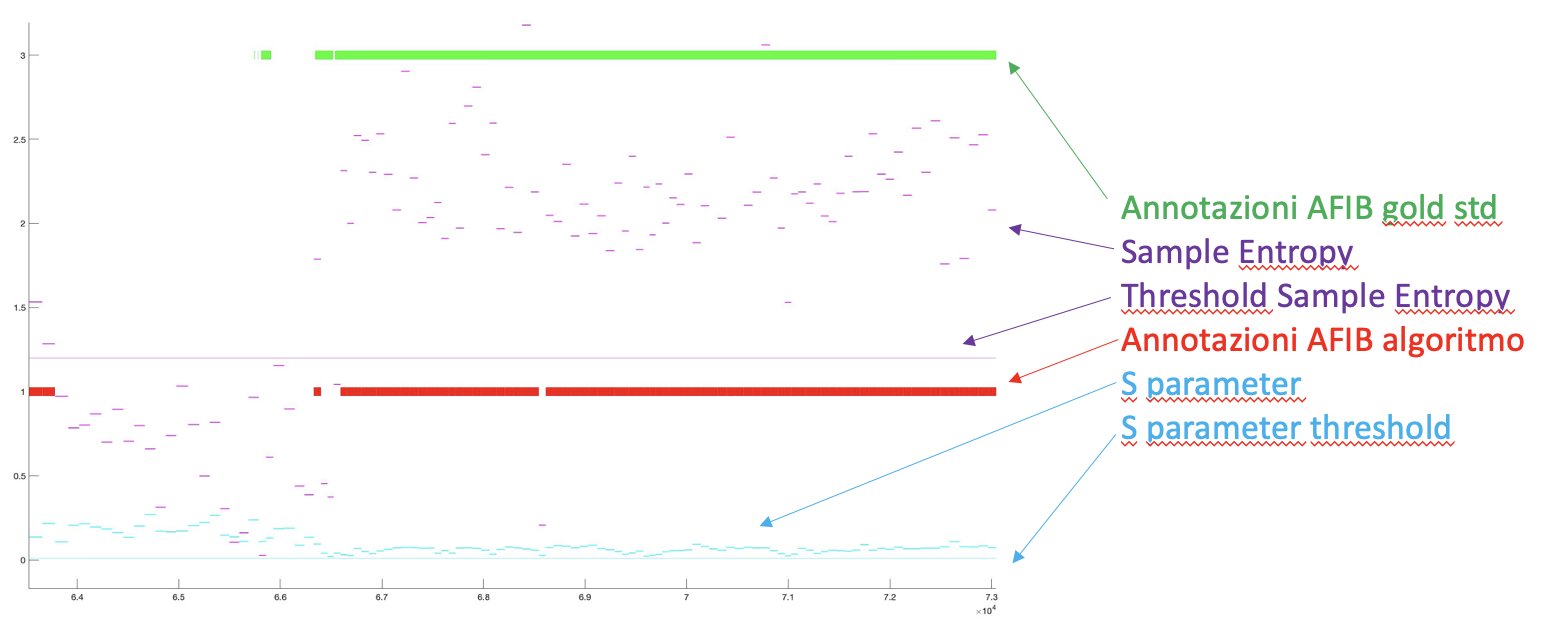 3
2.5
2
1.5
1
0.5
0
6.4 6.5 6.6 6.7 6.8 6.9 7 7.1 7.2 7.3
×10⁴
Annotazioni AFIB gold std
Sample Entropy
Threshold Sample Entropy
Annotazioni AFIB algoritmo
S parameter
S parameter threshold